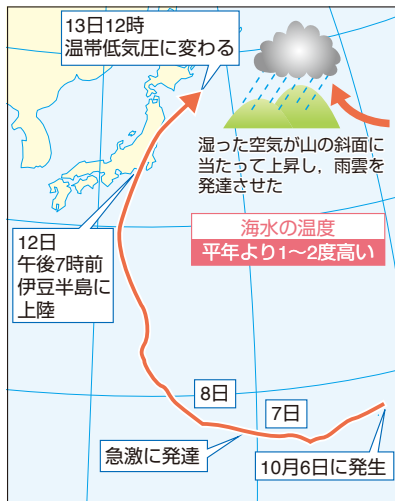 13日12時
温帯低気圧に変わる
湿った空気が山の斜面に
当たって上昇し，雨雲を
発達させた
海水の温度
平年より1〜2度高い
12日
午後7時前
伊豆半島に
上陸
8日
7日
急激に発達
10月6日に発生